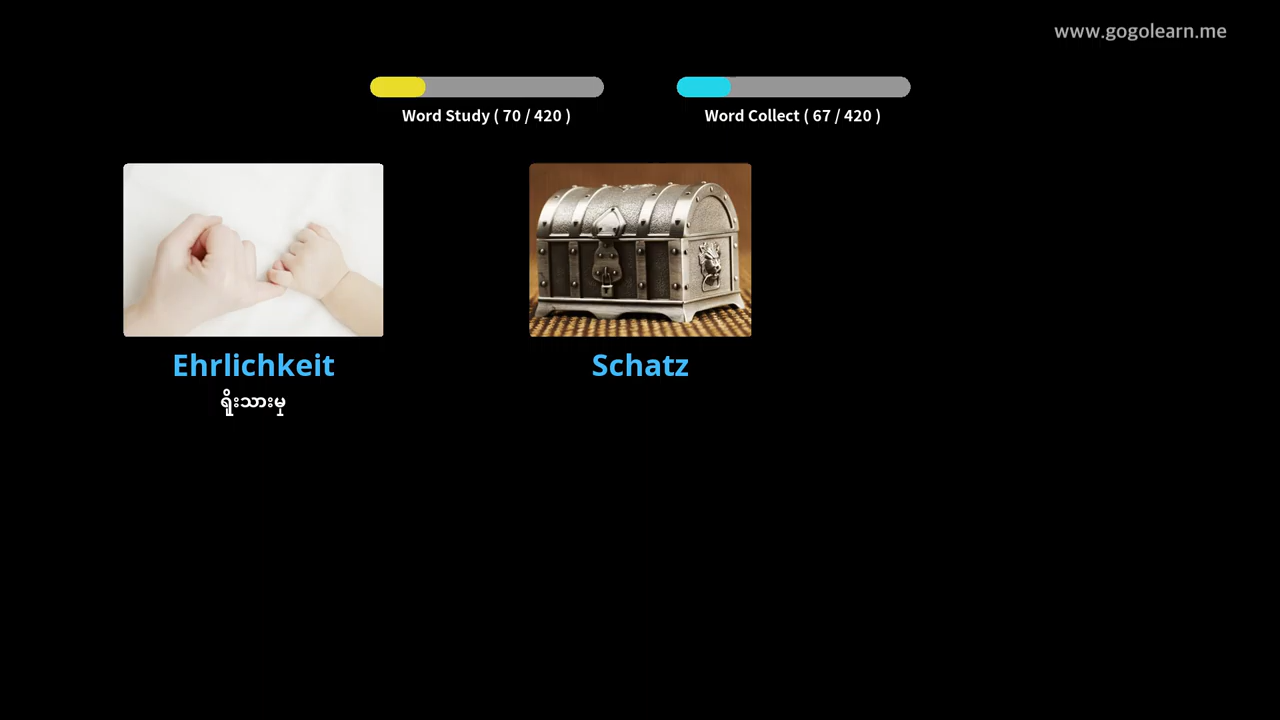 www.gogolearn.me
Word Study ( 70 / 420 )
Word Collect ( 67 / 420 )
Ehrlichkeit
ရိုးသားမှု
Schatz